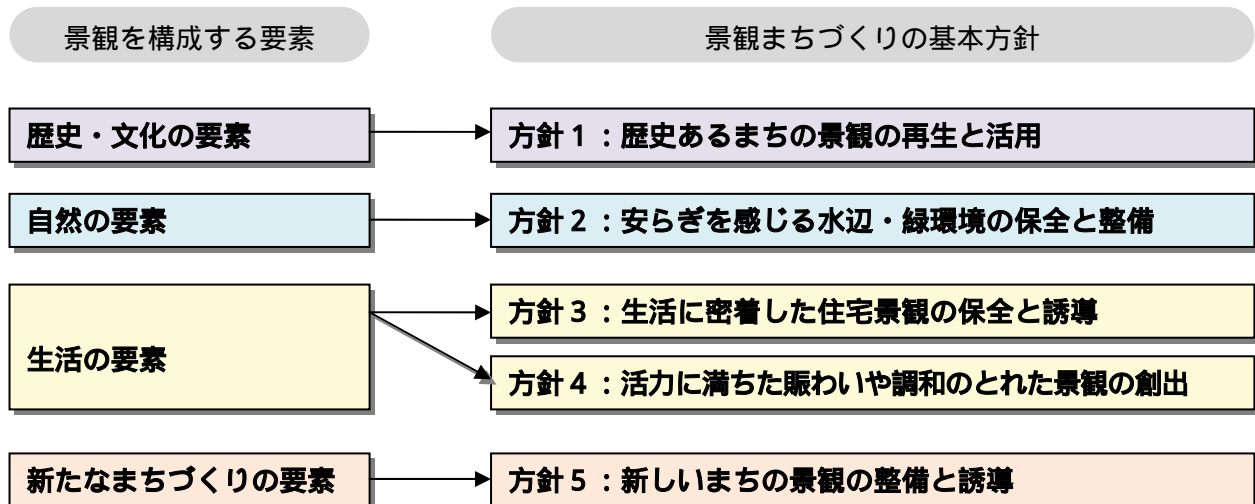 景観を構成する要素
景観まちづくりの基本方針
歴史・文化の要素
方針1：歴史あるまちの景観の再生と活用
自然の要素
方針2：安らぎを感じる水辺・緑環境の保全と整備
生活の要素
方針3：生活に密着した住宅景観の保全と誘導
方針4：活力に満ちた賑わいや調和のとれた景観の創出
新たなまちづくりの要素
方針5：新しいまちの景観の整備と誘導